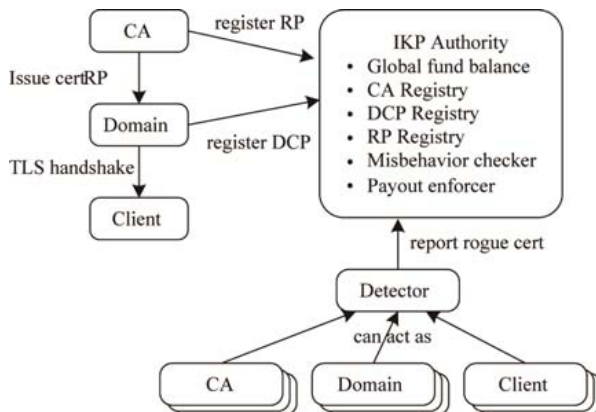 CA
register RP
Issue certRP
Domain
register DCP
TLS handshake
Client
IKP Authority
• Global fund balance
• CA Registry
• DCP Registry
• RP Registry
• Misbehavior checker
• Payout enforcer
report rogue cert
Detector
can act as
CA
Domain
Client